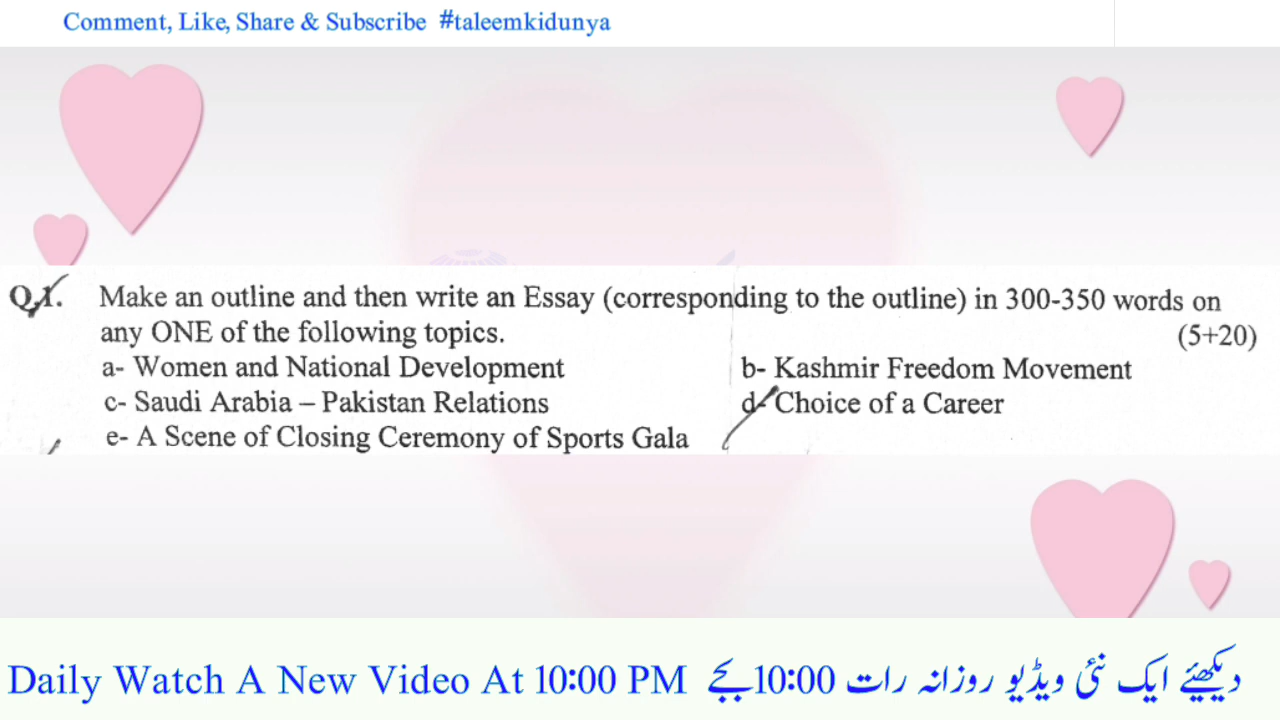 Comment, Like, Share & Subscribe #taleemkidunya
Q.1. Make an outline and then write an Essay (corresponding to the outline) in 300-350 words on
any ONE of the following topics. (5+20)
a- Women and National Development b- Kashmir Freedom Movement
c- Saudi Arabia – Pakistan Relations d- Choice of a Career
e- A Scene of Closing Ceremony of Sports Gala
Daily Watch A New Video At 10:00 PM دیکھئے ایک نئی ویڈیو روزانہ رات 10:00 بجے